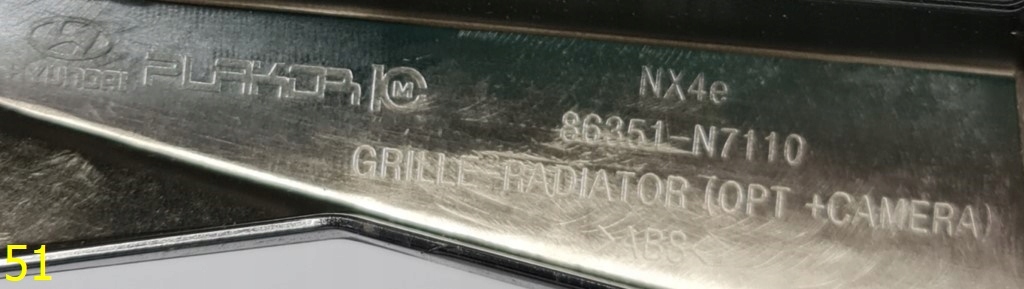 HYUNDAI PLAKOR M
NX4e
86351-N7110
GRILLE-RADIATOR (OPT +CAMERA)
>ABS<
51